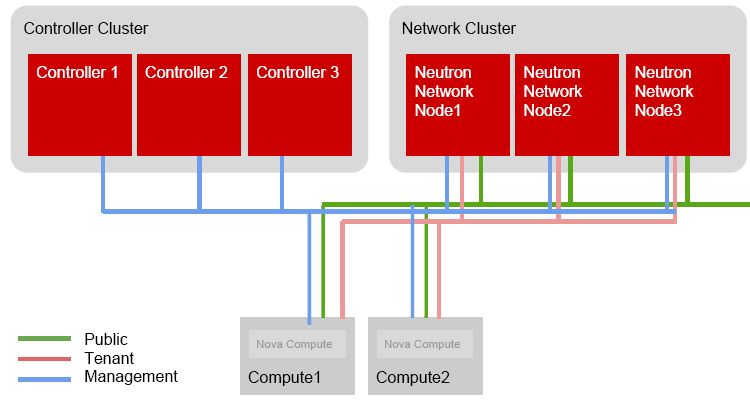 Controller Cluster
Controller 1
Controller 2
Controller 3
Network Cluster
Neutron
Network
Node1
Neutron
Network
Node2
Neutron
Network
Node3
Public
Tenant
Management
Nova Compute
Compute1
Nova Compute
Compute2